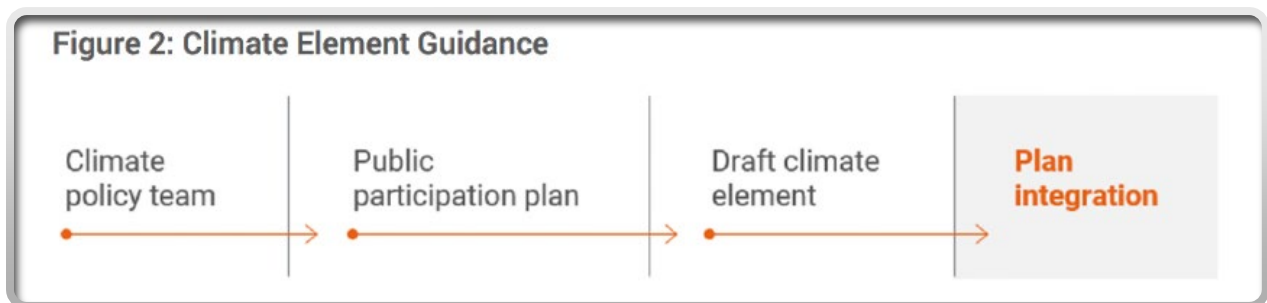 Figure 2: Climate Element Guidance
Climate
policy team
Public
participation plan
Draft climate
element
Plan
integration